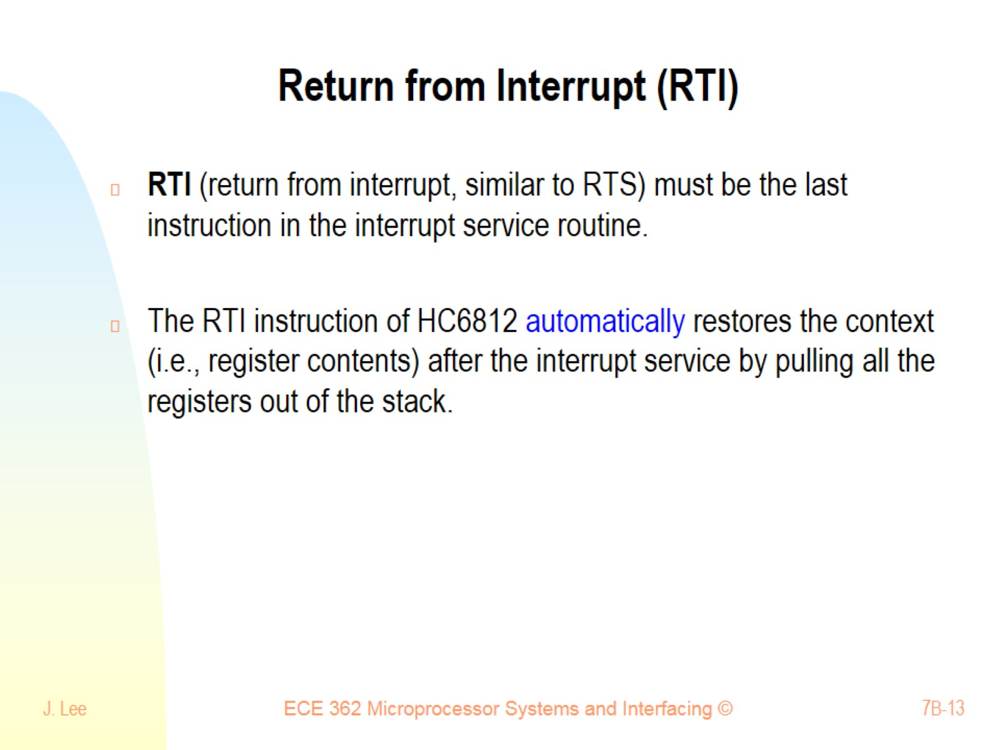 Return from Interrupt (RTI)
RTI (return from interrupt, similar to RTS) must be the last
instruction in the interrupt service routine.
The RTI instruction of HC6812 automatically restores the context
(i.e., register contents) after the interrupt service by pulling all the
registers out of the stack.
J. Lee
ECE 362 Microprocessor Systems and Interfacing ©
7B-13